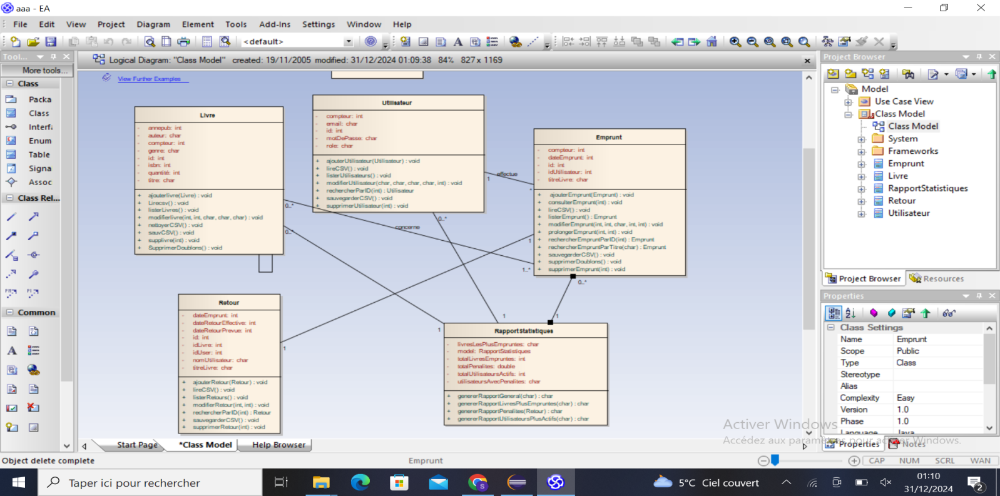 aaa - EA
File Edit View Project Diagram Element Tools Add-Ins Settings Window Help
<default>
Tool...
More tools...
Class
Packa
Class
Interfa
Enum
Table
Signa
Assoc
Class Rel...
Common
Logical Diagram: "Class Model" created: 19/11/2005 modified: 31/12/2024 01:09:38 84% 827 x 1169
View Further Examples
Livre
- annepub: int
- auteur: char
- compteur: int
- genre: char
- id: int
- isbn: int
- quantité: int
- titre: char
+ ajouterlivre(Livre) : void
+ Lirecsv() : void
+ listerLivres() : void
+ modifierlivre(int, int, char, char, char) : void
+ nettoyerCSV() : void
+ sauvCSV() : void
+ supplivre(int) : void
+ SupprimerDoublons() : void
Utilisateur
- compteur: int
- email: char
- id: int
- motDePasse: char
- role: char
+ ajouterUtilisateur(Utilisateur) : void
+ lireCSV() : void
+ listerUtilisateurs() : void
+ modifierUtilisateur(char, char, char, char, int) : void
+ rechercherParID(int) : Utilisateur
+ sauvegarderCSV() : void
+ supprimerUtilisateur(int) : void
Emprunt
- compteur: int
- dateEmprunt: int
- id: int
- idUtilisateur: int
- titreLivre: char
+ ajouterEmprunt(Emprunt) : void
+ consulterEmprunt(int) : void
+ lireCSV() : void
+ listerEmprunt() : Emprunt
+ modifierEmprunt(int, int, char, int, int) : void
+ prolongerEmprunt(int, int) : void
+ rechercherEmpruntParID(int) : Emprunt
+ rechercherEmpruntParTitre(char) : Emprunt
+ sauvegarderCSV() : void
+ supprimerDoublons() : void
+ supprimerEmprunt(int) : void
effectue
1
*
0..*
concerne
1..*
0..*
1
0..*
1
1
1
0..*
1
Retour
- dateEmprunt: int
- dateRetourEffective: int
- dateRetourPrevue: int
- id: int
- idLivre: int
- idUser: int
- nomUtilisateur: char
- titreLivre: char
+ ajouterRetour(Retour) : void
+ lireCSV() : void
+ listerRetours() : void
+ modifierRetour(int, int) : void
+ rechercherParID(int) : Retour
+ sauvegarderCSV() : void
+ supprimerRetour(int) : void
RapportStatistiques
- livresLesPlusEmpruntes: char
- model: RapportStatistiques
- totalLivresEmpruntes: int
- totalPenalites: double
- totalUtilisateursActifs: int
- utilisateursAvecPenalites: char
+ genererRapportGeneral(char) : char
+ genererRapportLivresPlusEmpruntes(char) : char
+ genererRapportPenalites(Retour) : char
+ genererRapportUtilisateursPlusActifs(char) : char
Start Page *Class Model Help Browser
Project Browser
Model
Use Case View
Class Model
Class Model
System
Frameworks
Emprunt
Livre
RapportStatistiques
Retour
Utilisateur
Project Browser Resources
Properties
Class Settings
Name Emprunt
Scope Public
Type Class
Stereotype
Alias
Complexity Easy
Version 1.0
Phase 1.0
Language Java
Properties Notes
Activer Windows
Accédez aux paramètres pour activer Windows.
Object delete complete
Emprunt
CAP NUM SCRL WAN
Taper ici pour rechercher
5°C Ciel couvert
01:10
31/12/2024
2